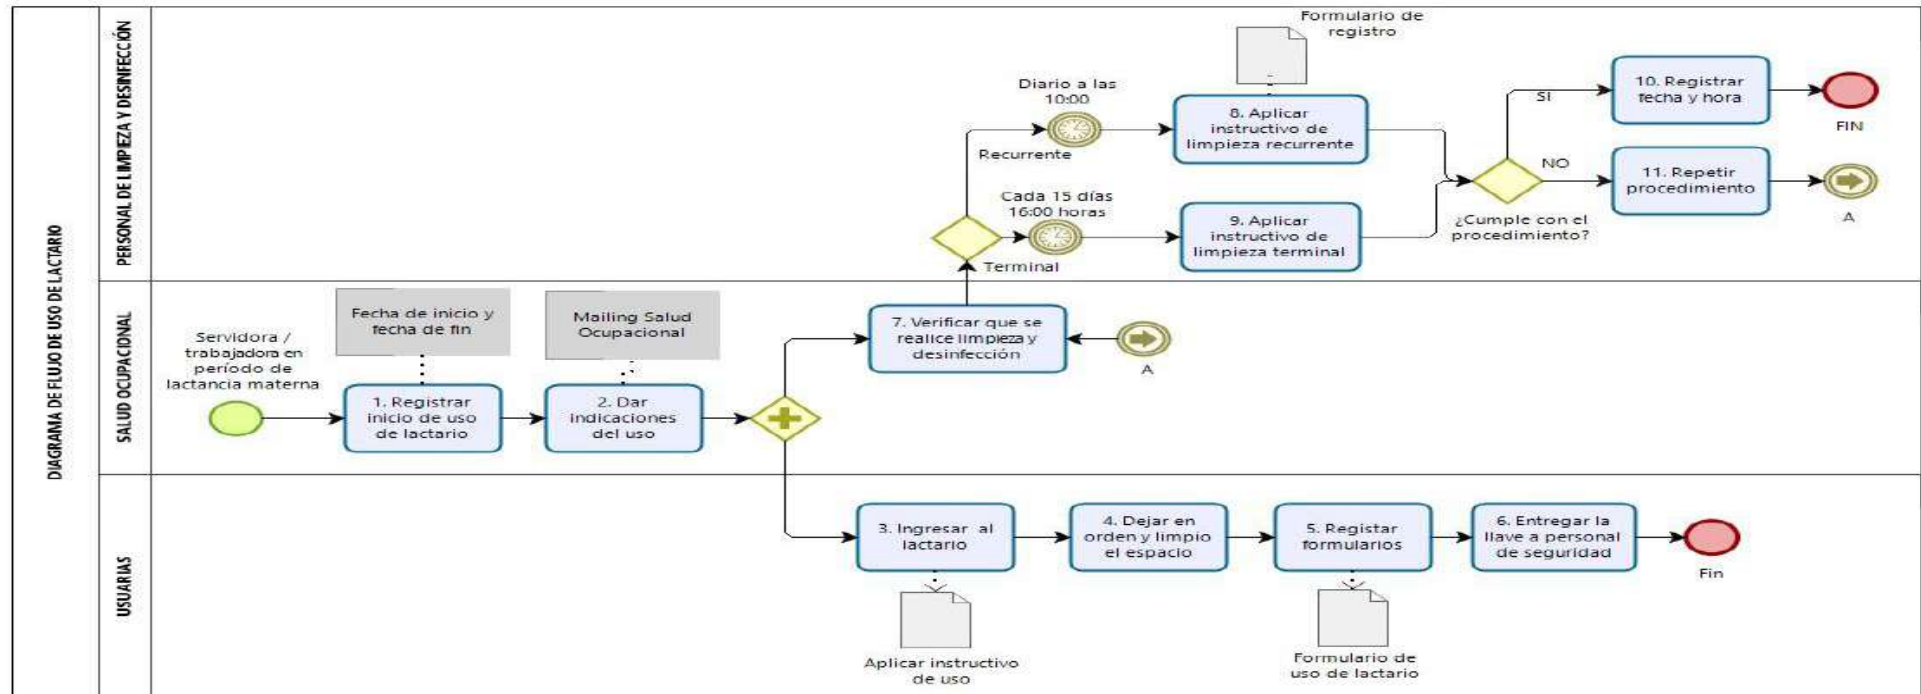 DIAGRAMA DE FLUJO DE USO DE LACTARIO
PERSONAL DE LIMPIEZA Y DESINFECCIÓN
Formulario de
registro
Diario a las
10:00
Recurrente
8. Aplicar
instructivo de
limpieza recurrente
Cada 15 días
16:00 horas
Terminal
9. Aplicar
instructivo de
limpieza terminal
¿Cumple con el
procedimiento?
SI
10. Registrar
fecha y hora
FIN
NO
11. Repetir
procedimiento
A
SALUD OCUPACIONAL
Servidora /
trabajadora en
período de
lactancia materna
Fecha de inicio y
fecha de fin
1. Registrar
inicio de uso
de lactario
Mailing Salud
Ocupacional
2. Dar
indicaciones
del uso
7. Verificar que se
realice limpieza y
desinfección
A
USUARIAS
3. Ingresar al
lactario
Aplicar instructivo
de uso
4. Dejar en
orden y limpio
el espacio
5. Registar
formularios
Formulario de
uso de lactario
6. Entregar la
llave a personal
de seguridad
Fin